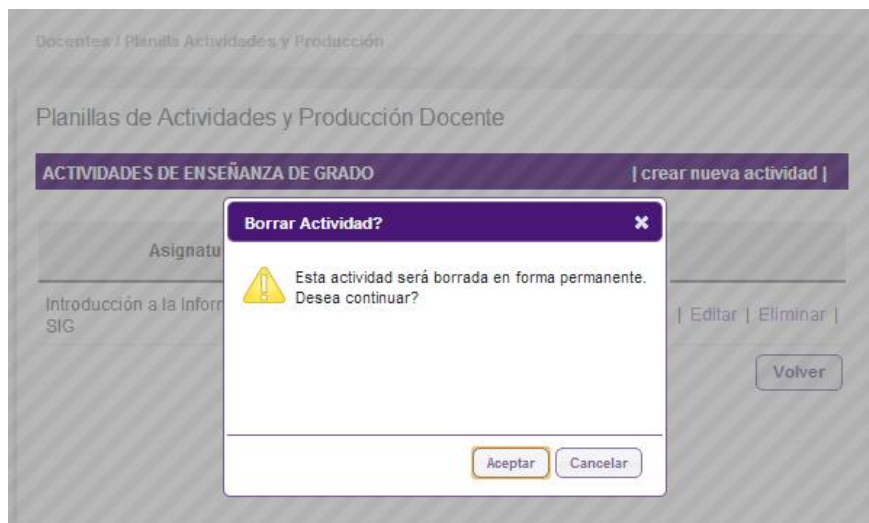 Docentes / Planilla Actividades y Producción
Planillas de Actividades y Producción Docente
ACTIVIDADES DE ENSEÑANZA DE GRADO | crear nueva actividad |
Borrar Actividad?
Asignatu
Esta actividad será borrada en forma permanente.
Desea continuar?
Introducción a la Inform
SIG
| Editar | Eliminar |
Volver
Aceptar Cancelar